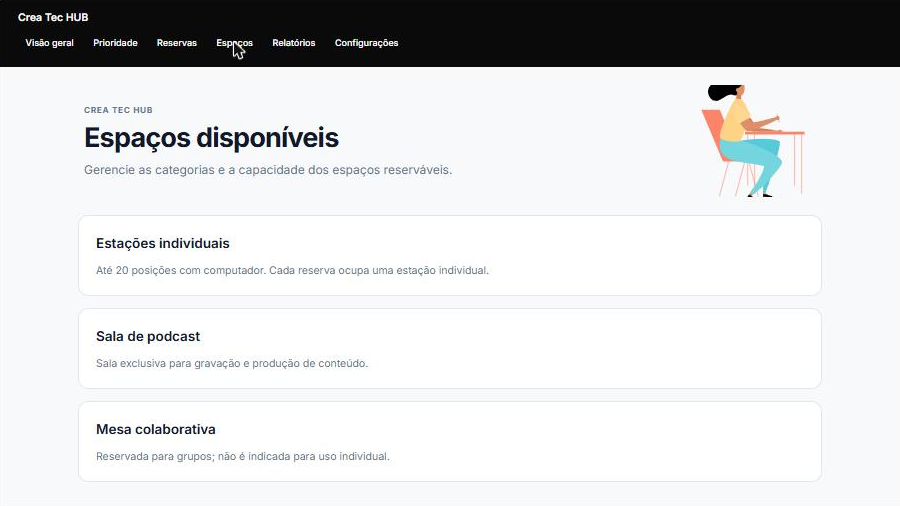 Crea Tec HUB
Visão geral Prioridade Reservas Espaços Relatórios Configurações
CREA TEC HUB
Espaços disponíveis
Gerencie as categorias e a capacidade dos espaços reserváveis.
Estações individuais
Até 20 posições com computador. Cada reserva ocupa uma estação individual.
Sala de podcast
Sala exclusiva para gravação e produção de conteúdo.
Mesa colaborativa
Reservada para grupos; não é indicada para uso individual.